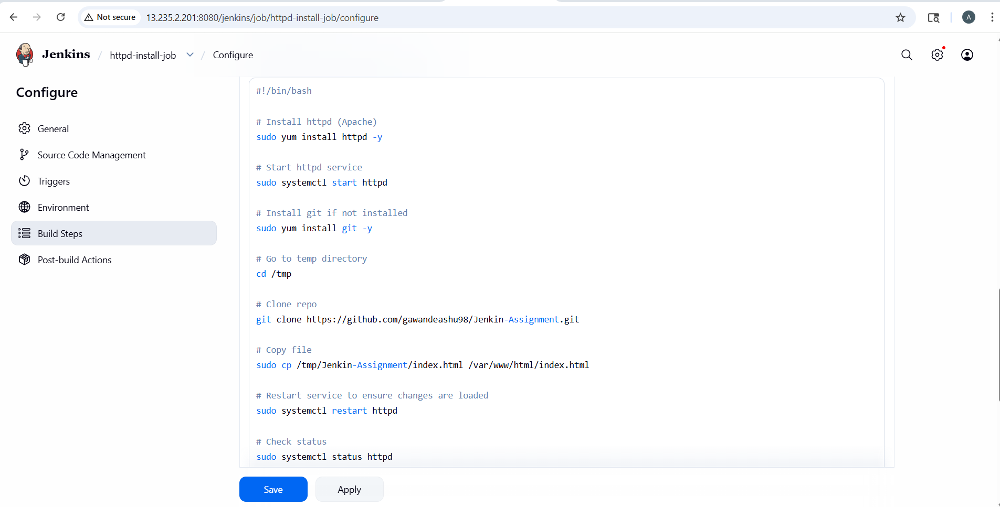 Not secure
13.235.2.201:8080/jenkins/job/httpd-install-job/configure
A
Jenkins / httpd-install-job / Configure
Configure
General
Source Code Management
Triggers
Environment
Build Steps
Post-build Actions
#!/bin/bash
# Install httpd (Apache)
sudo yum install httpd -y
# Start httpd service
sudo systemctl start httpd
# Install git if not installed
sudo yum install git -y
# Go to temp directory
cd /tmp
# Clone repo
git clone https://github.com/gawandeashu98/Jenkin-Assignment.git
# Copy file
sudo cp /tmp/Jenkin-Assignment/index.html /var/www/html/index.html
# Restart service to ensure changes are loaded
sudo systemctl restart httpd
# Check status
sudo systemctl status httpd
Save
Apply